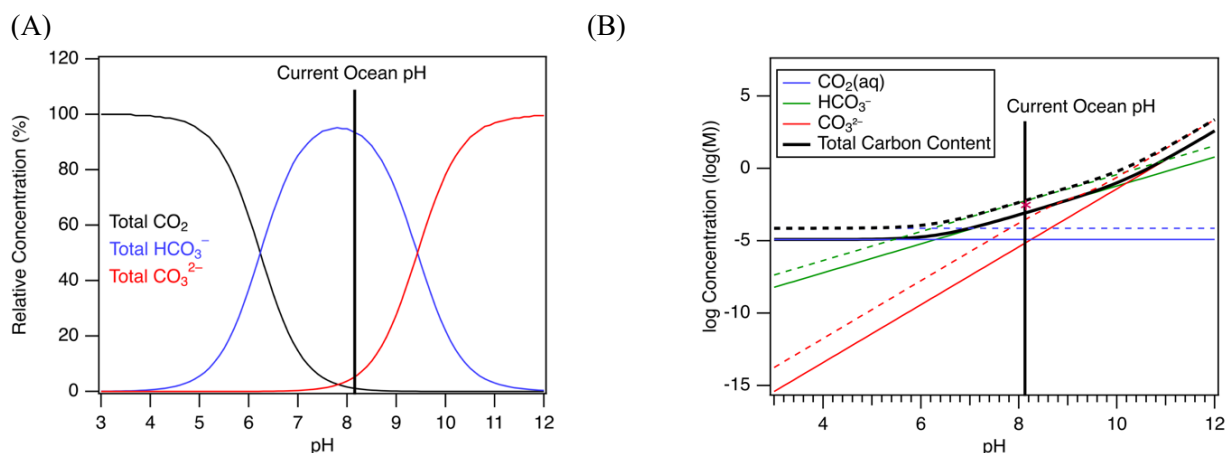 (A)
120
100
80
60
40
20
0
Relative Concentration (%)
Current Ocean pH
Total CO₂
Total HCO₃⁻
Total CO₃²⁻
3 4 5 6 7 8 9 10 11 12
pH
(B)
5
0
-5
-10
-15
log Concentration (log(M))
CO₂(aq)
HCO₃⁻
CO₃²⁻
Total Carbon Content
Current Ocean pH
4 6 8 10 12
pH